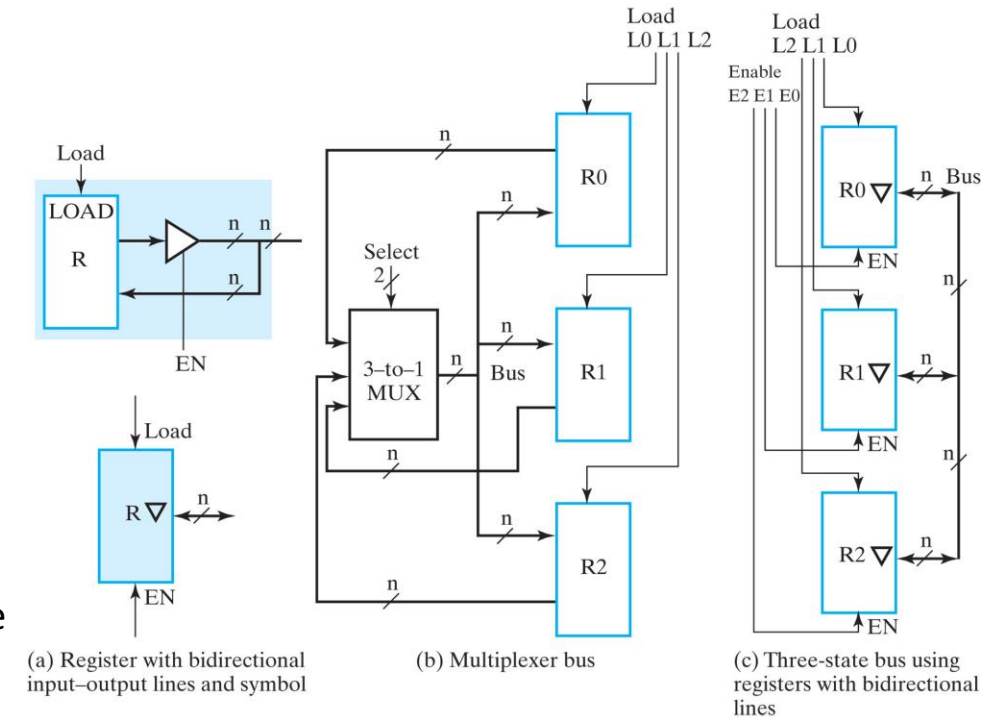 Load
LOAD
R
n
n
n
EN
Load
R
n
EN
e
(a) Register with bidirectional
input–output lines and symbol
Load
L0 L1 L2
n
R0
n
Select
2
3–to–1
MUX
n
n
Bus
R1
n
n
R2
n
(b) Multiplexer bus
Load
L2 L1 L0
Enable
E2 E1 E0
R0
n
Bus
EN
n
R1
n
EN
n
R2
n
EN
(c) Three-state bus using
registers with bidirectional
lines